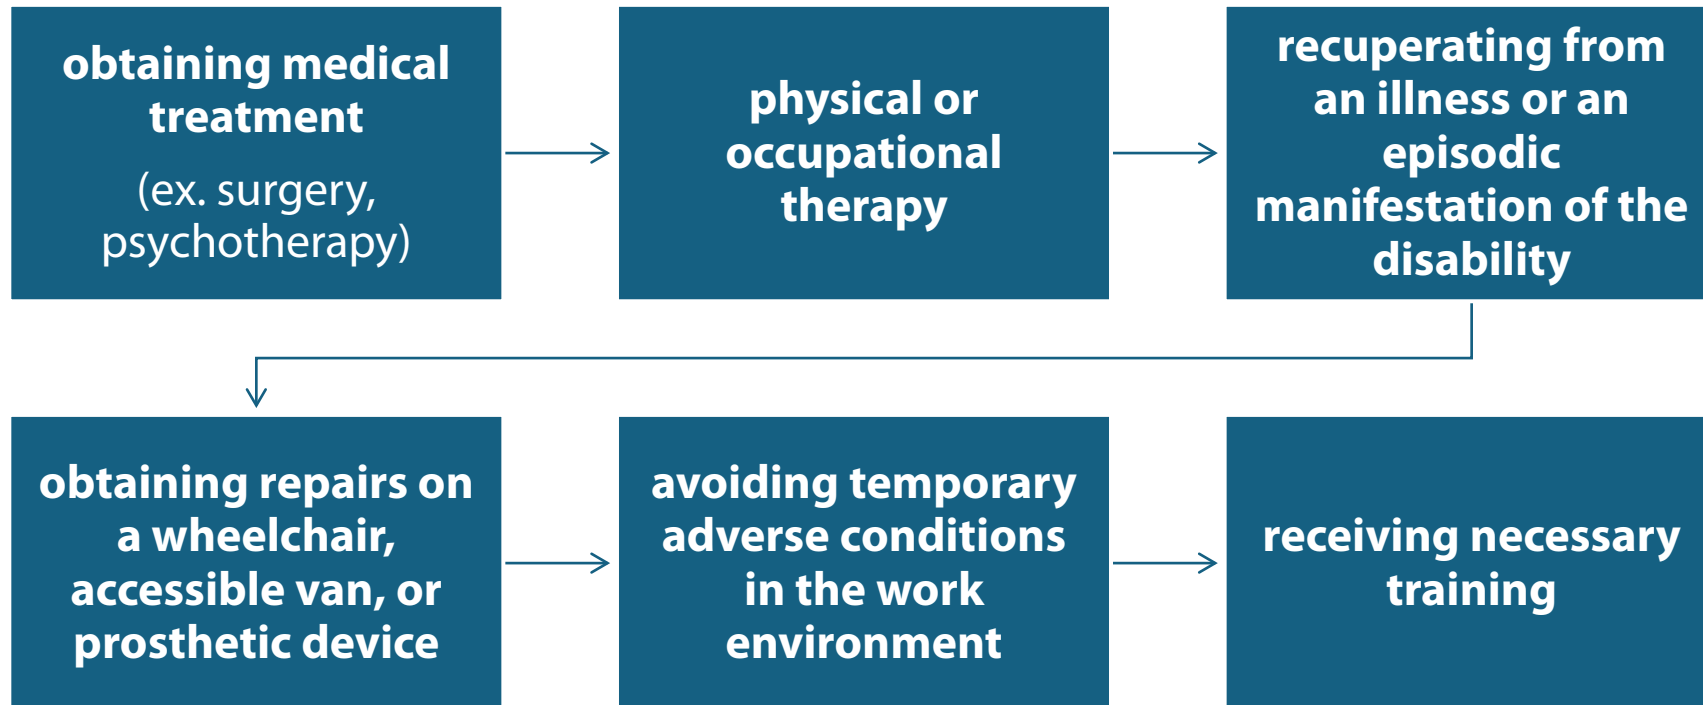 obtaining medical
treatment
(ex. surgery,
psychotherapy)
physical or
occupational
therapy
recuperating from
an illness or an
episodic
manifestation of the
disability
obtaining repairs on
a wheelchair,
accessible van, or
prosthetic device
avoiding temporary
adverse conditions
in the work
environment
receiving necessary
training